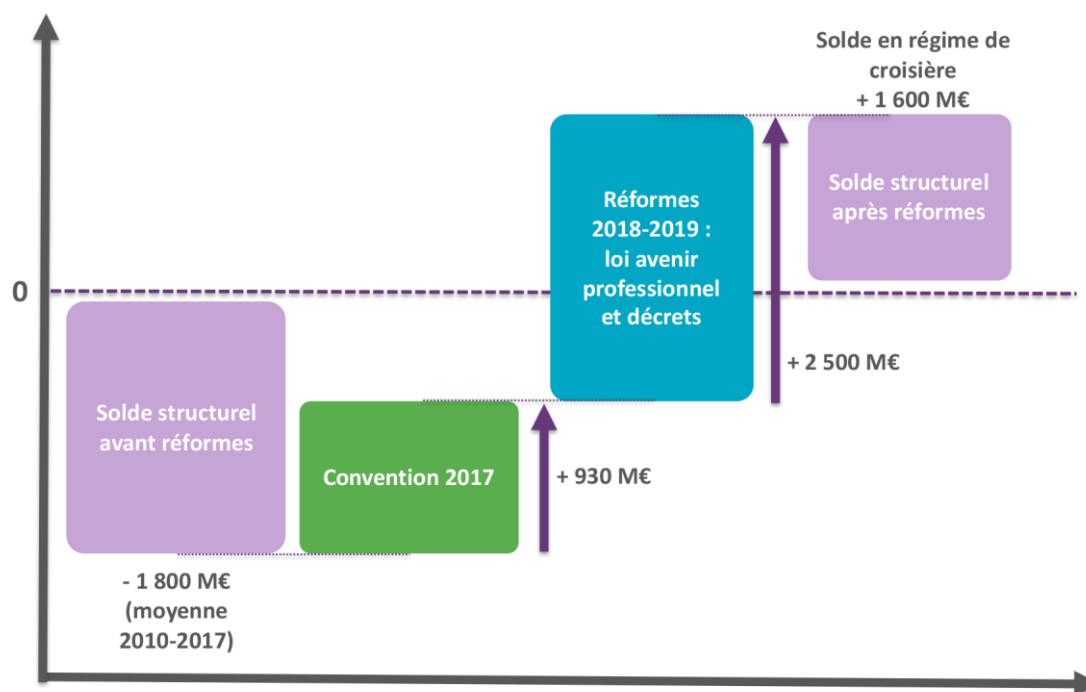 Solde en régime de
croisière
+ 1 600 M€
Réformes
2018-2019 :
loi avenir
professionnel
et décrets
Solde structurel
après réformes
0
+ 2 500 M€
Solde structurel
avant réformes
Convention 2017
+ 930 M€
- 1 800 M€
(moyenne
2010-2017)